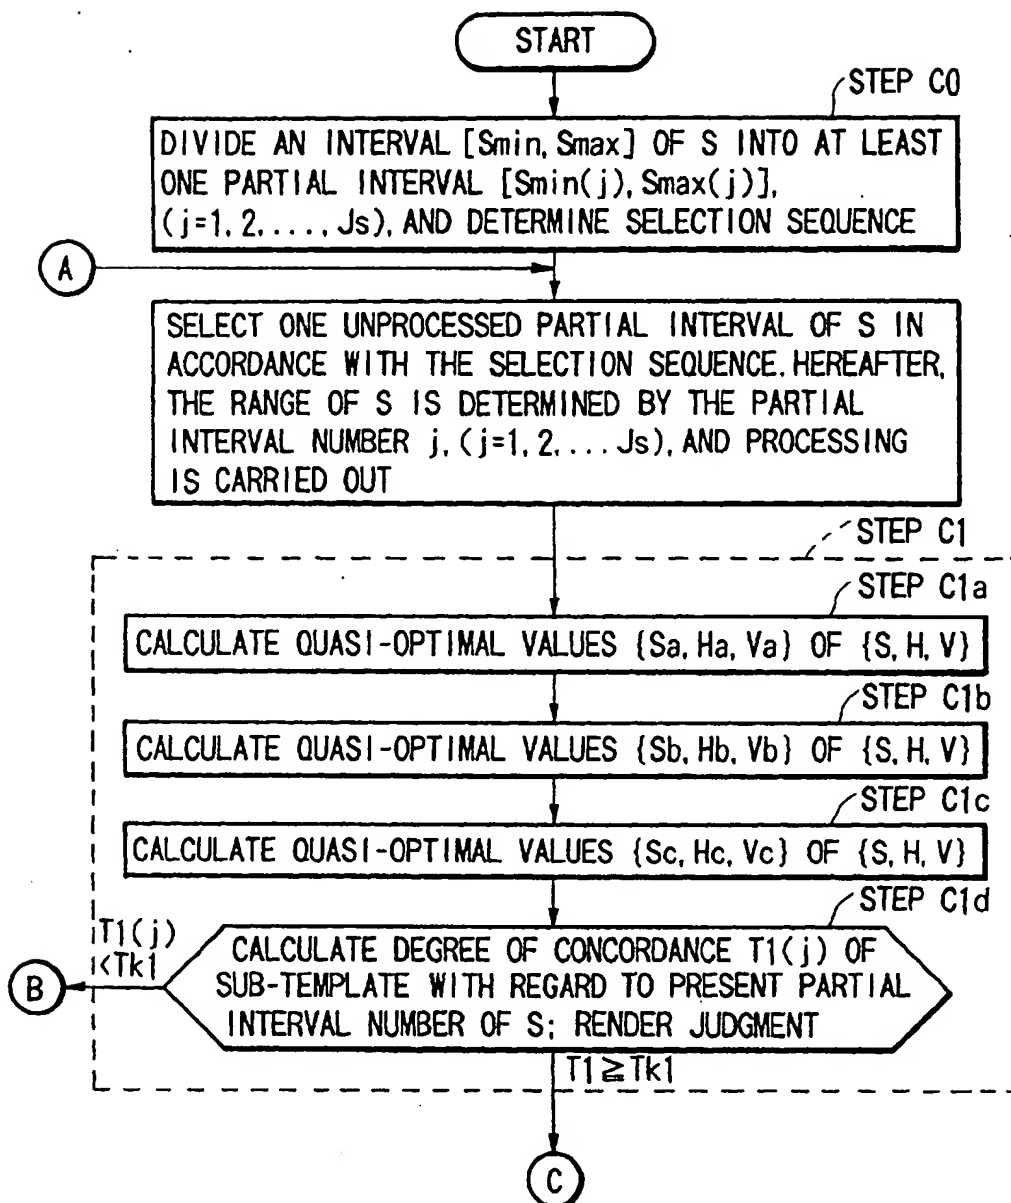 START
STEP C0
DIVIDE AN INTERVAL [Smin, Smax] OF S INTO AT LEAST
ONE PARTIAL INTERVAL [Smin(j), Smax(j)],
(j=1, 2, ..., Js), AND DETERMINE SELECTION SEQUENCE
A
SELECT ONE UNPROCESSED PARTIAL INTERVAL OF S IN
ACCORDANCE WITH THE SELECTION SEQUENCE. HEREAFTER,
THE RANGE OF S IS DETERMINED BY THE PARTIAL
INTERVAL NUMBER j, (j=1, 2, ... Js), AND PROCESSING
IS CARRIED OUT
STEP C1
STEP C1a
CALCULATE QUASI-OPTIMAL VALUES {Sa, Ha, Va} OF {S, H, V}
STEP C1b
CALCULATE QUASI-OPTIMAL VALUES {Sb, Hb, Vb} OF {S, H, V}
STEP C1c
CALCULATE QUASI-OPTIMAL VALUES {Sc, Hc, Vc} OF {S, H, V}
STEP C1d
T1(j)
<Tk1
B
CALCULATE DEGREE OF CONCORDANCE T1(j) OF
SUB-TEMPLATE WITH REGARD TO PRESENT PARTIAL
INTERVAL NUMBER OF S; RENDER JUDGMENT
T1≧Tk1
C